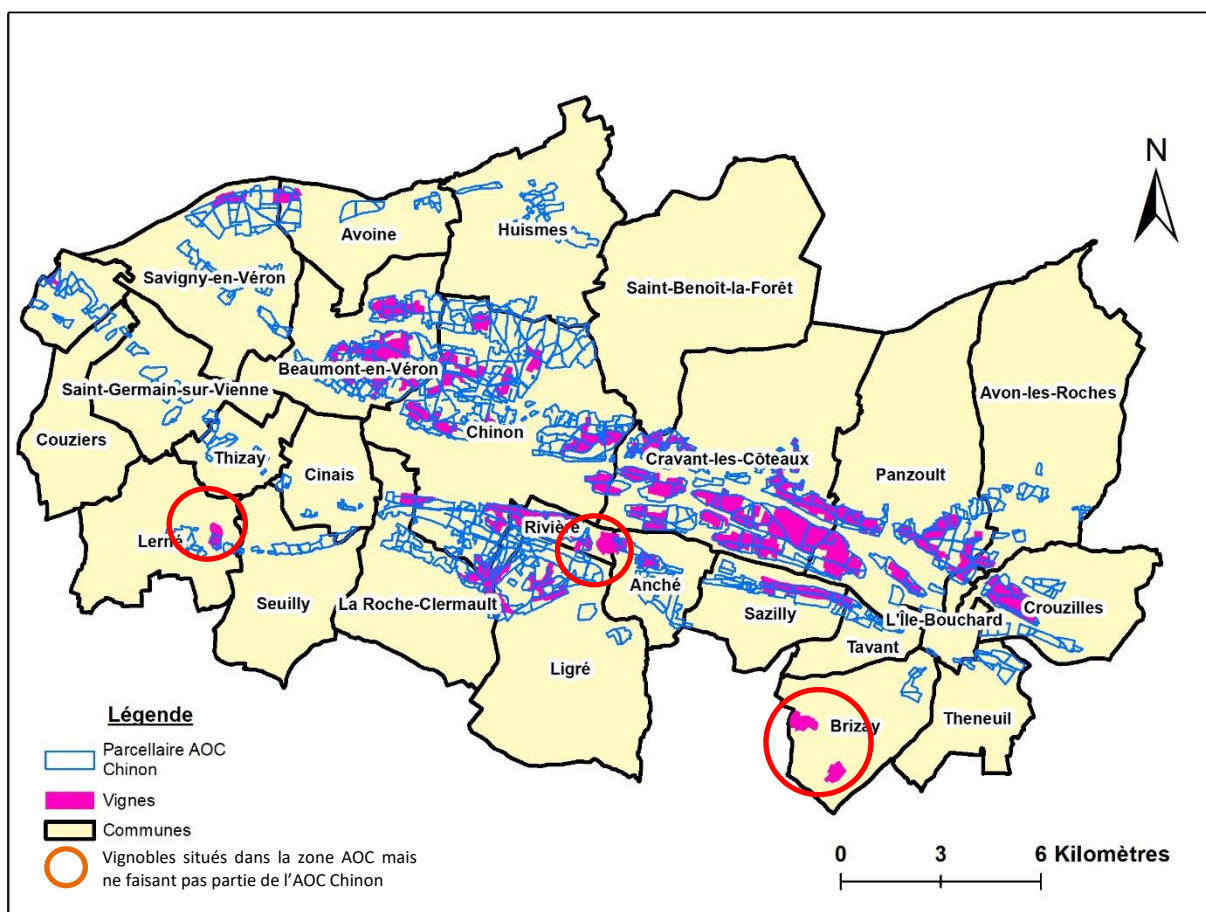 N
Huismes
Avoine
Savigny-en-Véron
Saint-Benoît-la-Forêt
Beaumont-en-Véron
Saint-Germain-sur-Vienne
Avon-les-Roches
Couziers
Chinon
Thizay
Cravant-les-Côteaux
Panzoult
Cinais
Rivière
Lerné
Anché
Seuilly
La Roche-Clermault
Sazilly
L'Île-Bouchard
Crouzilles
Tavant
Ligré
Brizay
Theneuil
Légende
Parcellaire AOC
Chinon
Vignes
Communes
Vignobles situés dans la zone AOC mais
ne faisant pas partie de l'AOC Chinon
0 3 6 Kilomètres